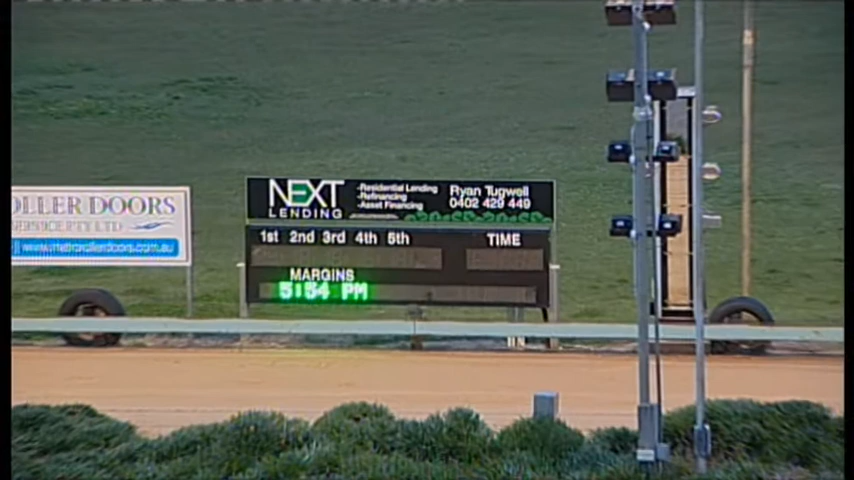 OLLER DOORS
SERVICE PTY LTD
www.metrorollerdoors.com.au
NEXT
LENDING
-Residential Lending
-Refinancing
-Asset Financing
Ryan Tugwell
0402 429 449
1st 2nd 3rd 4th 5th
TIME
MARGINS
5:54 PM